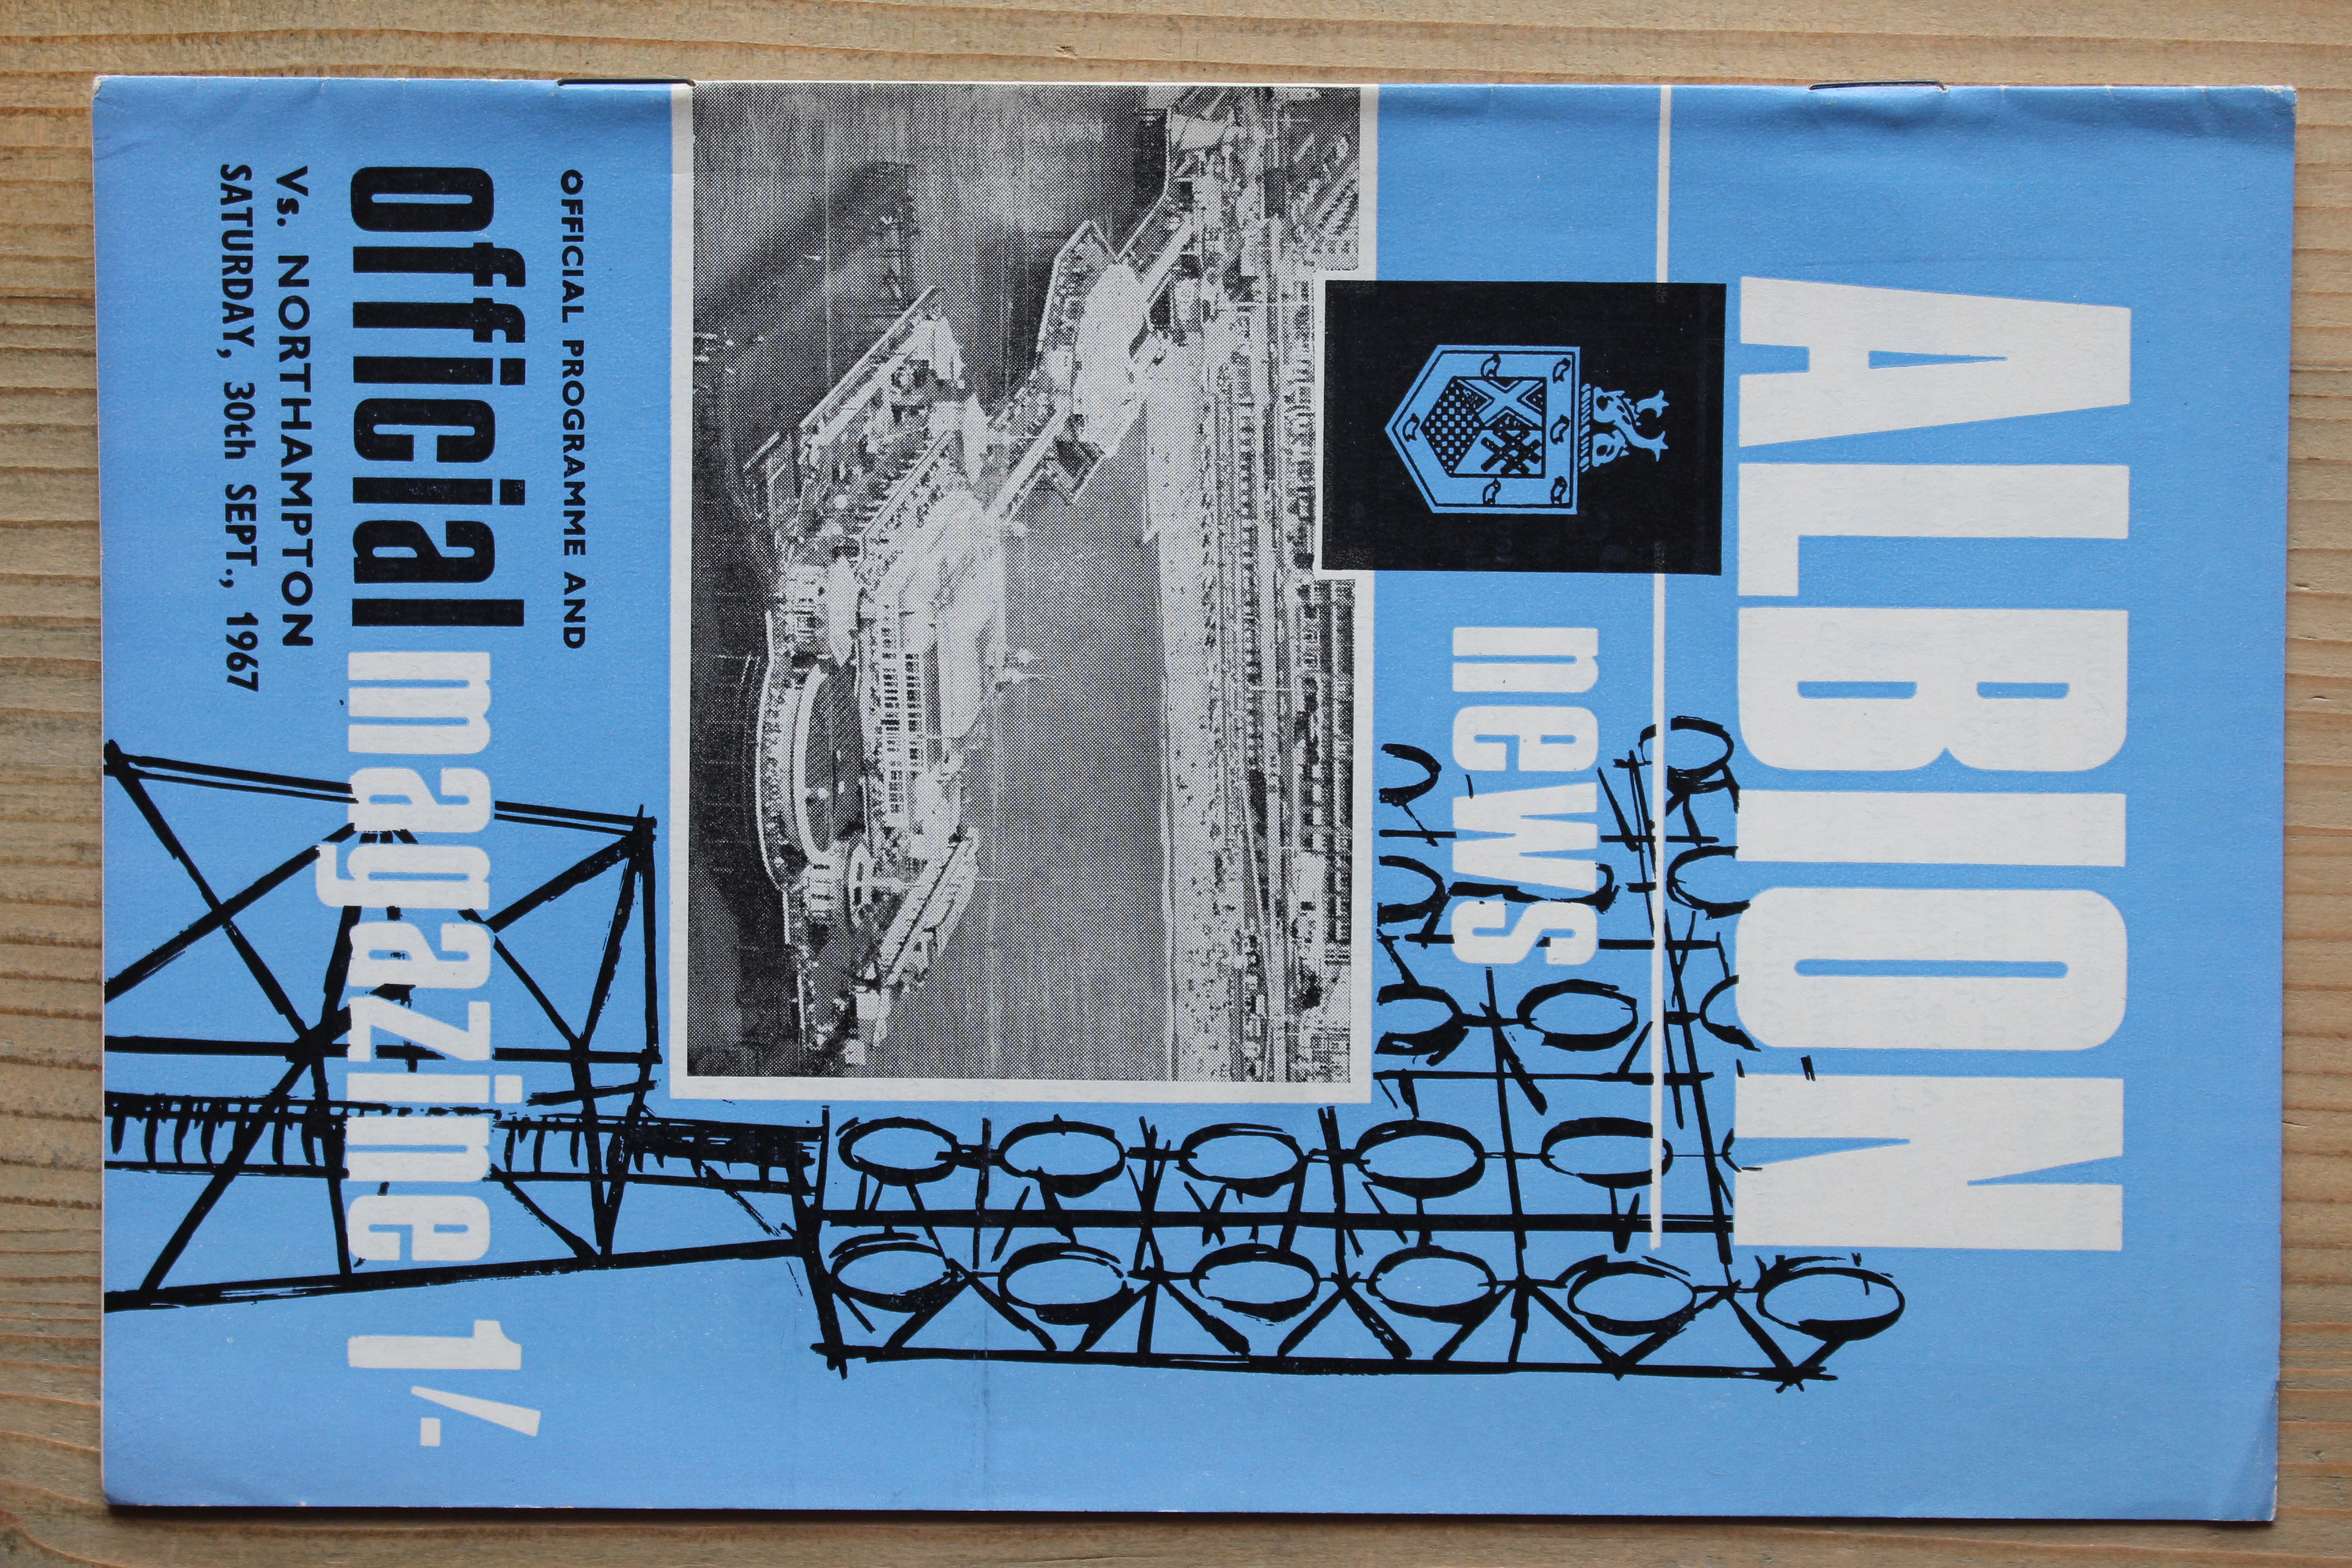 ALBION
news
OFFICIAL PROGRAMME AND
official magazine 1/-
Vs. NORTHAMPTON
SATURDAY, 30th SEPT., 1967